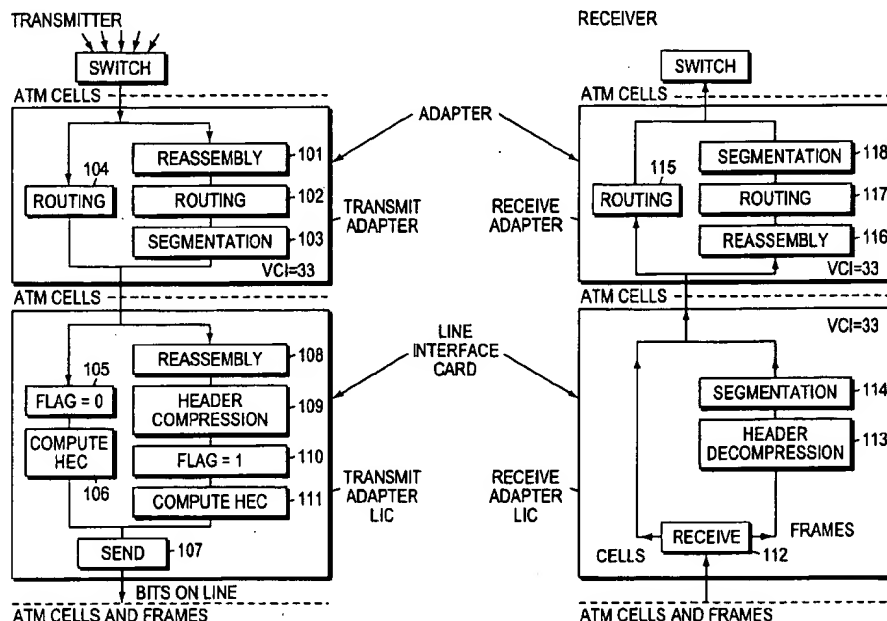 TRANSMITTER
SWITCH
ATM CELLS
REASSEMBLY 101
104
ROUTING
ROUTING 102
SEGMENTATION 103
VCI=33
ATM CELLS
REASSEMBLY 108
105
FLAG = 0
HEADER
COMPRESSION 109
COMPUTE
HEC
106
FLAG = 1 110
COMPUTE HEC 111
SEND 107
BITS ON LINE
ATM CELLS AND FRAMES
ADAPTER
TRANSMIT
ADAPTER
RECEIVE
ADAPTER
LINE
INTERFACE
CARD
TRANSMIT
ADAPTER
LIC
RECEIVE
ADAPTER
LIC
RECEIVER
SWITCH
ATM CELLS
SEGMENTATION 118
115
ROUTING
ROUTING 117
REASSEMBLY 116
VCI=33
ATM CELLS
VCI=33
SEGMENTATION 114
HEADER
DECOMPRESSION 113
FRAMES
RECEIVE
CELLS
112
ATM CELLS AND FRAMES